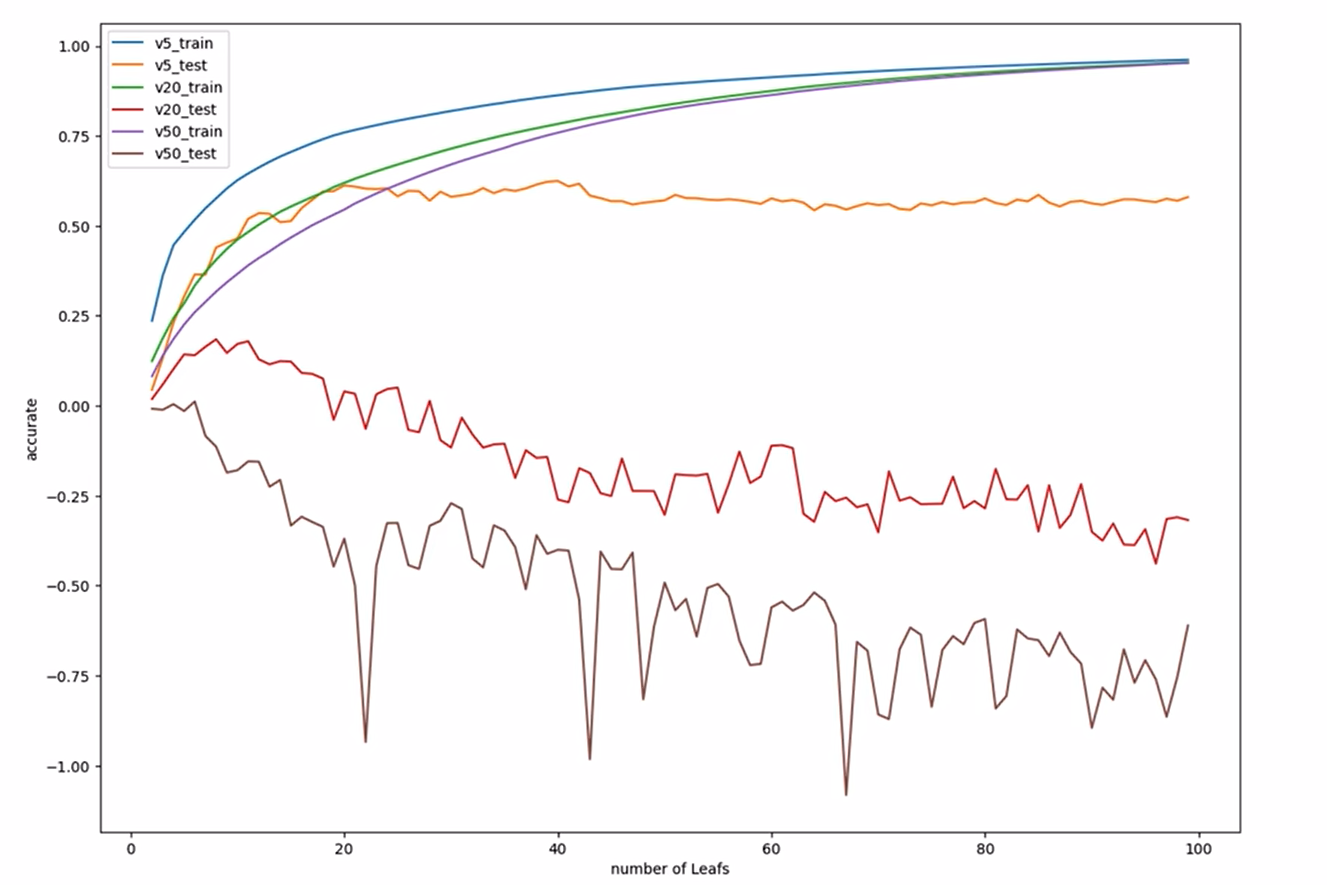 v5_train
v5_test
v20_train
v20_test
v50_train
v50_test
1.00
0.75
0.50
0.25
0.00
−0.25
−0.50
−0.75
−1.00
accurate
0 20 40 60 80 100
number of Leafs